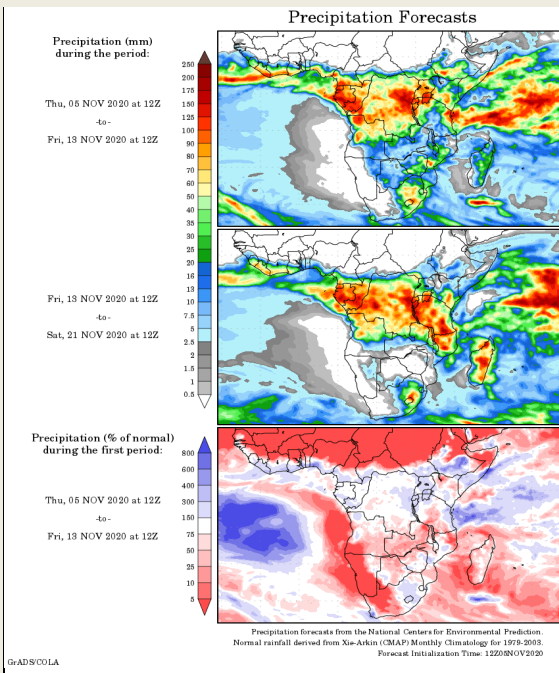 Precipitation Forecasts
Precipitation (mm)
during the period:
Thu, 05 NOV 2020 at 12Z
-to-
Fri, 13 NOV 2020 at 12Z
250
200
175
150
125
100
90
80
70
60
50
40
35
30
25
20
16
13
10
7.5
5
2.5
2
1.5
1
0.5
Fri, 13 NOV 2020 at 12Z
-to-
Sat, 21 NOV 2020 at 12Z
Precipitation (% of normal)
during the first period:
Thu, 05 NOV 2020 at 12Z
-to-
Fri, 13 NOV 2020 at 12Z
800
600
400
300
150
75
50
25
10
5
Precipitation forecasts from the National Centers for Environmental Prediction.
Normal rainfall derived from Xie-Arkin (CMAP) Monthly Climatology for 1979-2003.
Forecast Initialization Time: 12Z05NOV2020
GrADS/COLA